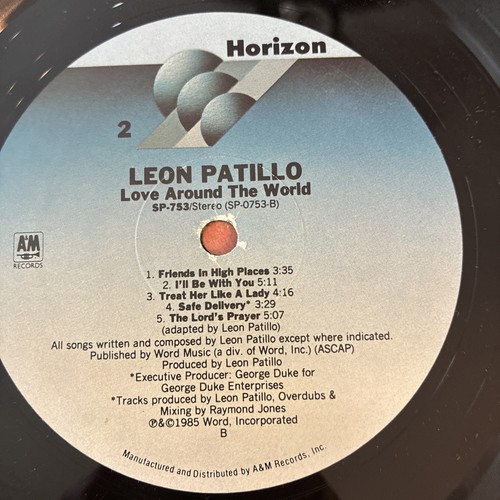 Horizon
2
LEON PATILLO
Love Around The World
SP-753/Stereo (SP-0753-B)
A&M
RECORDS
1. Friends In High Places 3:35
2. I'll Be With You 5:11
3. Treat Her Like A Lady 4:16
4. Safe Delivery* 3:29
5. The Lord's Prayer 5:07
(adapted by Leon Patillo)
All songs written and composed by Leon Patillo except where indicated.
Published by Word Music (a div. of Word, Inc.) (ASCAP)
Produced by Leon Patillo
*Executive Producer: George Duke for
George Duke Enterprises
*Tracks produced by Leon Patillo, Overdubs &
Mixing by Raymond Jones
℗&©1985 Word, Incorporated
B
Manufactured and Distributed by A&M Records, Inc.